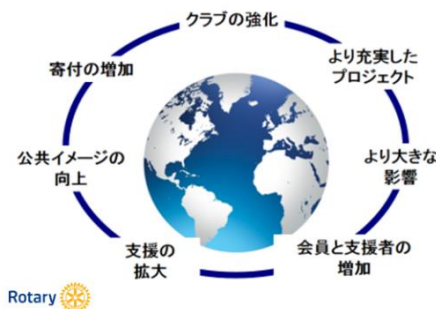 クラブの強化
より充実した
プロジェクト
より大きな
影響
会員と支援者の
増加
支援の
拡大
公共イメージの
向上
寄付の増加
Rotary